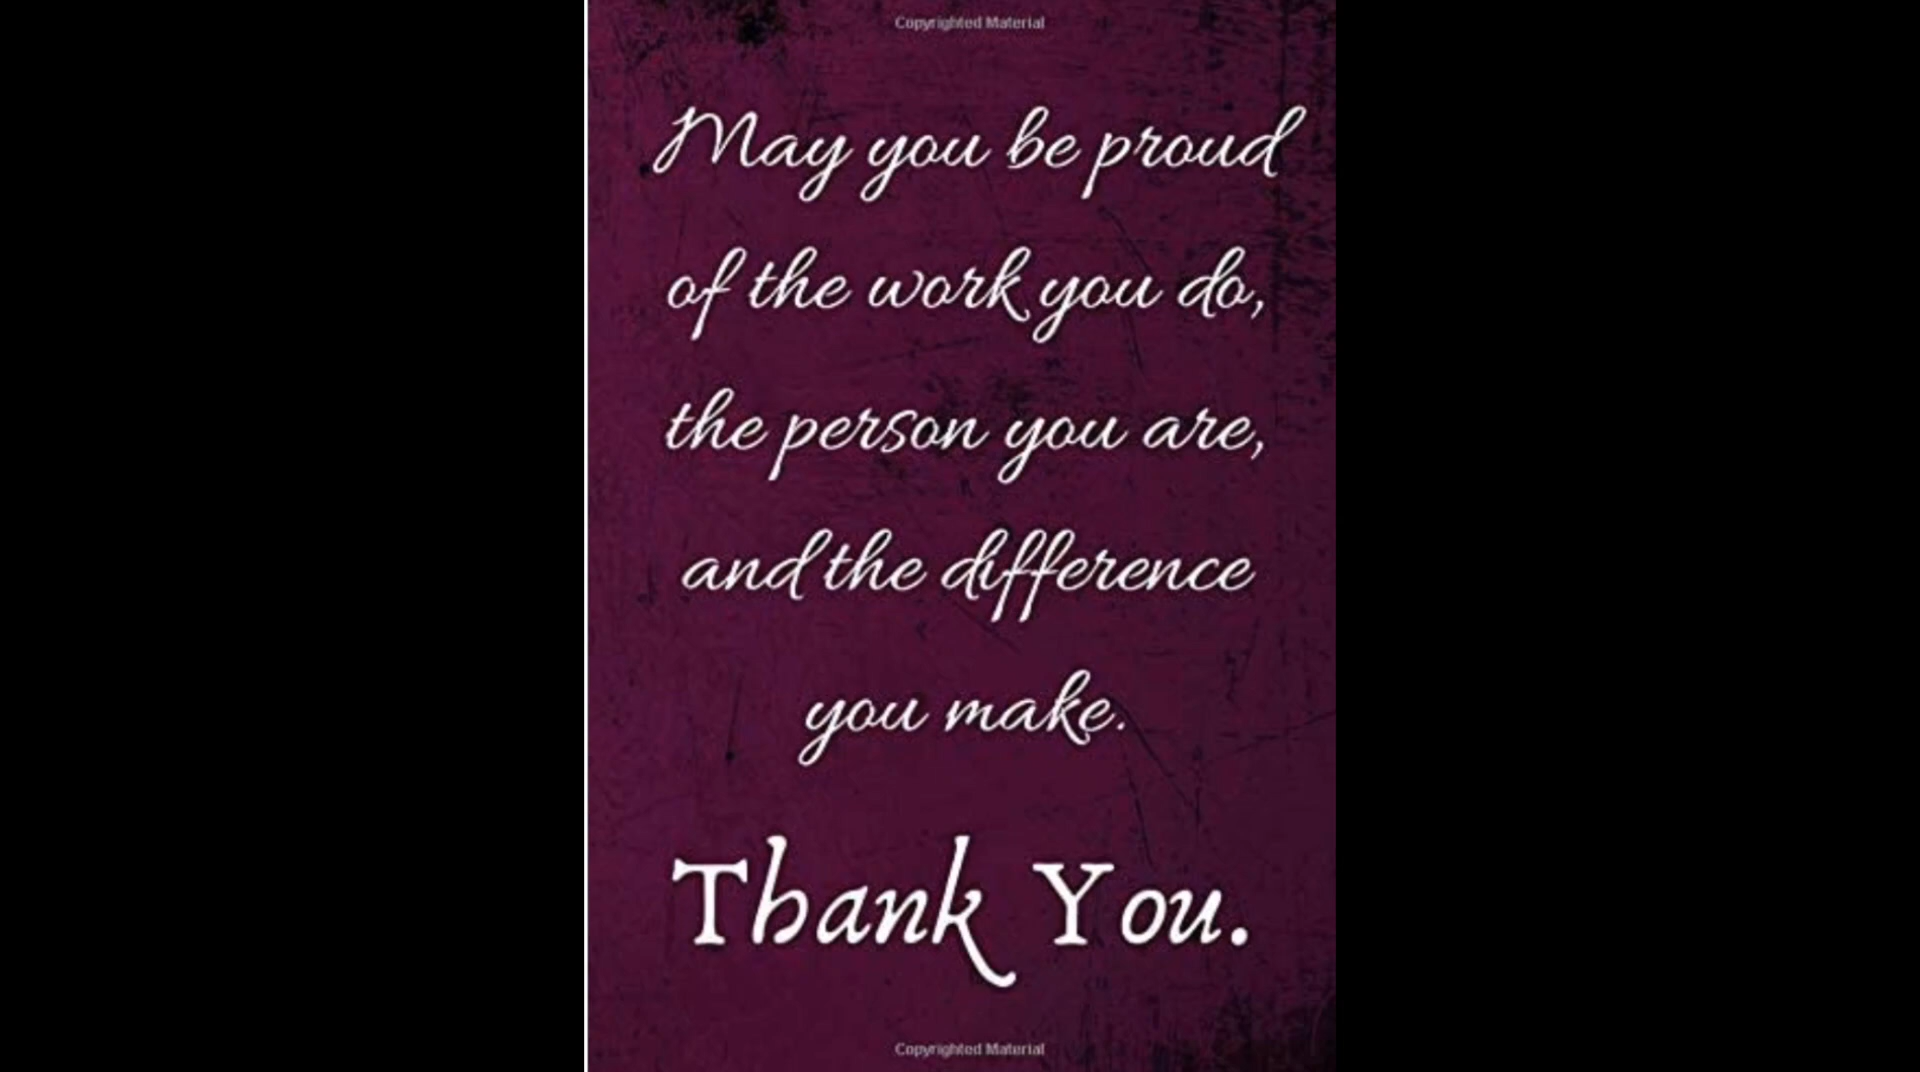 Copyrighted Material
May you be proud
of the work you do,
the person you are,
and the difference
you make.
Thank You.
Copyrighted Material